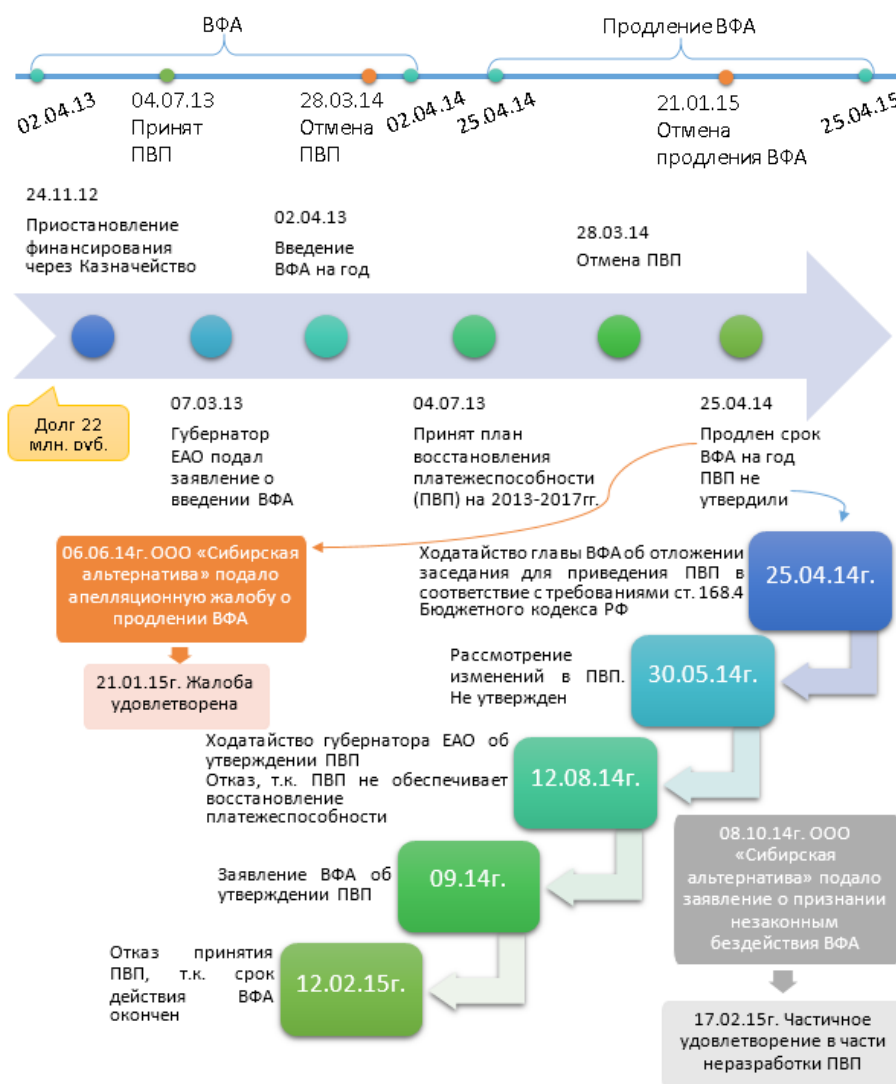 ВФА
Продление ВФА
02.04.13
04.07.13
Принят
ПВП
28.03.14
Отмена
ПВП
02.04.14
25.04.14
21.01.15
Отмена
продления ВФА
25.04.15
24.11.12
Приостановление
финансирования
через Казначейство
02.04.13
Введение
ВФА на год
28.03.14
Отмена ПВП
Долг 22
млн. руб.
07.03.13
Губернатор
ЕАО подал
заявление о
введении ВФА
04.07.13
Принят план
восстановления
платежеспособности
(ПВП) на 2013-2017гг.
25.04.14
Продлен срок
ВФА на год
ПВП не
утвердили
06.06.14г. ООО «Сибирская
альтернатива» подало
апелляционную жалобу о
продлении ВФА
21.01.15г. Жалоба
удовлетворена
Ходатайство главы ВФА об отложении
заседания для приведения ПВП в
соответствие с требованиями ст. 168.4
Бюджетного кодекса РФ
25.04.14г.
Рассмотрение
изменений в ПВП.
Не утвержден
30.05.14г.
Ходатайство губернатора ЕАО об
утверждении ПВП
Отказ, т.к. ПВП не обеспечивает
восстановление
платежеспособности
12.08.14г.
Заявление ВФА об
утверждении ПВП
09.14г.
Отказ принятия
ПВП, т.к. срок
действия ВФА
окончен
12.02.15г.
08.10.14г. ООО
«Сибирская
альтернатива» подало
заявление о признании
незаконным
бездействия ВФА
17.02.15г. Частичное
удовлетворение в части
неразработки ПВП